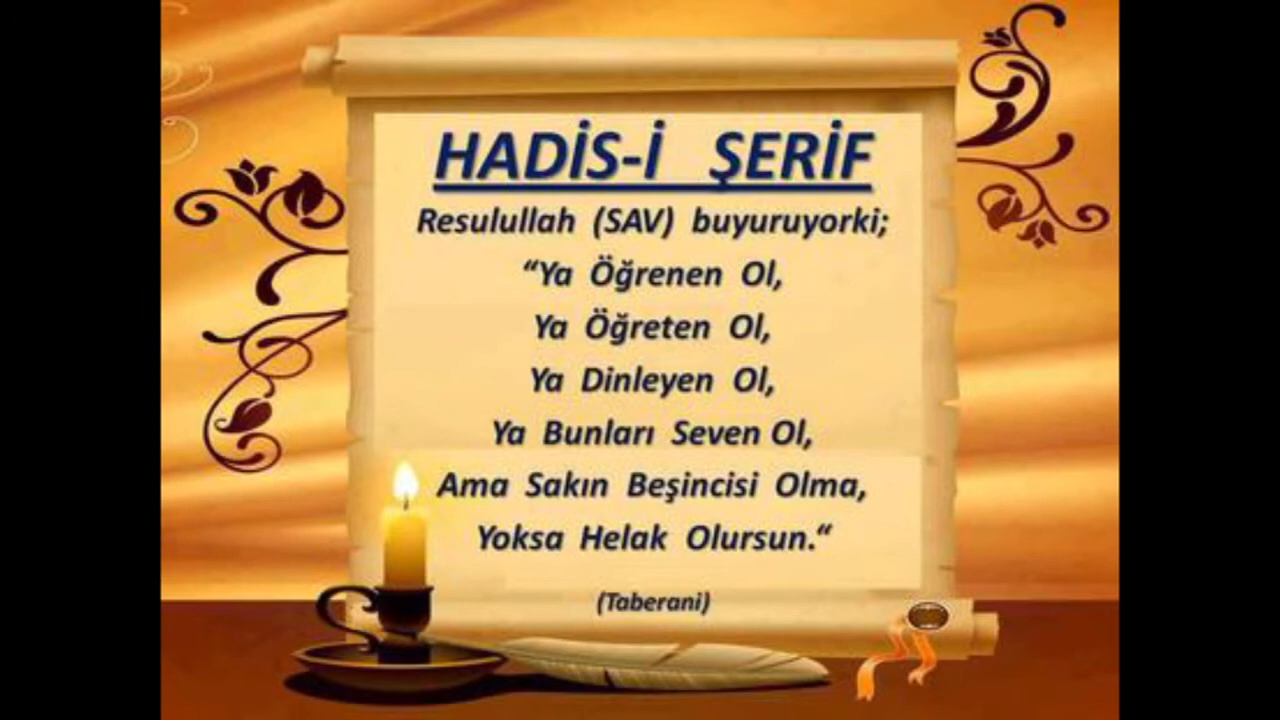 HADİS-İ ŞERİF
Resulullah (SAV) buyuruyorki;
“Ya Öğrenen Ol,
Ya Öğreten Ol,
Ya Dinleyen Ol,
Ya Bunları Seven Ol,
Ama Sakın Beşincisi Olma,
Yoksa Helak Olursun.“
(Taberani)